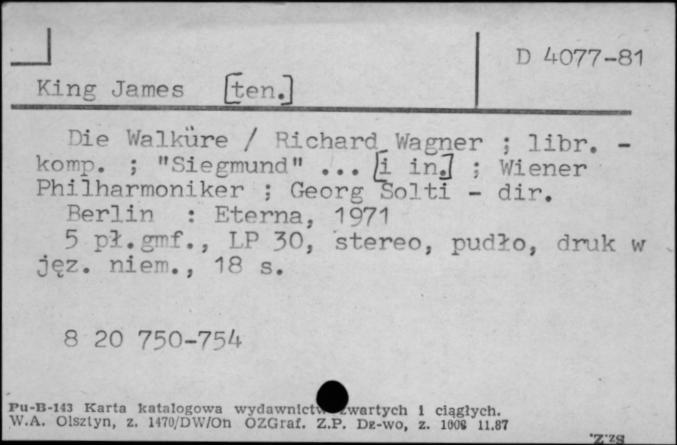 D 4077-81
King James [ten.]
Die Walküre / Richard Wagner ; libr. -
komp. ; "Siegmund" ... [i in.] ; Wiener
Philharmoniker ; Georg Solti - dir.
Berlin : Eterna, 1971
5 pł.gmf., LP 30, stereo, pudło, druk w
jęz. niem., 18 s.
8 20 750-754
Pu-B-143 Karta katalogowa wydawnictw zwartych i ciągłych.
W.A. Olsztyn, z. 1470/DW/On OZGraf. Z.P. Dz-wo, z. 1008 11.87